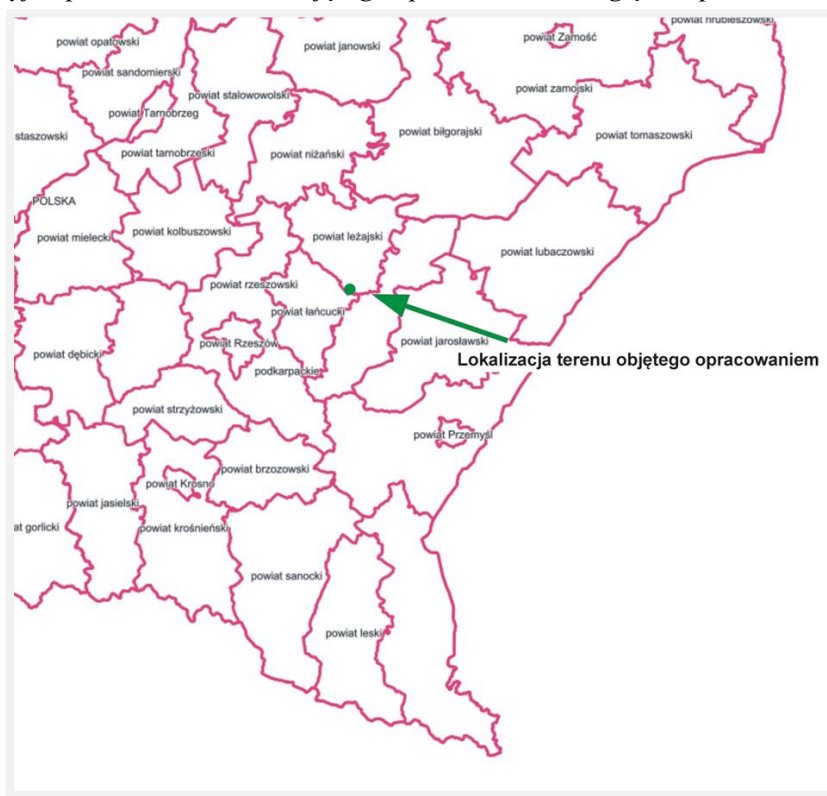 powiat hrubieszowski
powiat opatowski
powiat janowski
powiat Zamość
powiat sandomierski
powiat stalowowolski
powiat zamojski
powiat Tarnobrzeg
staszowski
powiat biłgorajski
powiat tomaszowski
powiat tarnobrzeski
powiat niżański
POLSKA
powiat mielecki
powiat kolbuszowski
powiat leżajski
powiat lubaczowski
powiat rzeszowski
powiat łańcucki
powiat Rzeszów
powiat jarosławski
powiat dębicki
Lokalizacja terenu objętego opracowaniem
podkarpackie
powiat strzyżowski
powiat Przemyśl
powiat brzozowski
powiat Krosno
powiat jasielski
at gorlicki
powiat krośnieński
powiat sanocki
powiat leski